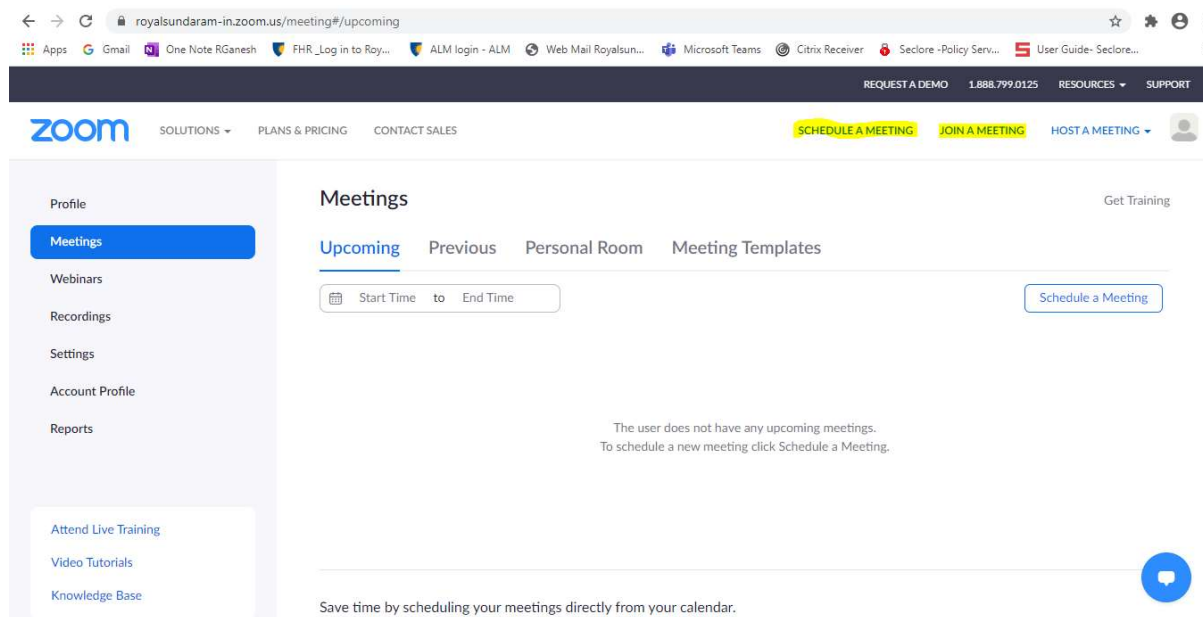 royalsundaram-in.zoom.us/meeting#/upcoming
Apps G Gmail N One Note RGanesh FHR _Log in to Roy... ALM login - ALM Web Mail Royalsun... Microsoft Teams Citrix Receiver Seclore -Policy Serv... User Guide- Seclore...
REQUEST A DEMO 1.888.799.0125 RESOURCES SUPPORT
zoom SOLUTIONS PLANS & PRICING CONTACT SALES SCHEDULE A MEETING JOIN A MEETING HOST A MEETING
Profile
Meetings
Webinars
Recordings
Settings
Account Profile
Reports
Attend Live Training
Video Tutorials
Knowledge Base
Meetings Get Training
Upcoming Previous Personal Room Meeting Templates
Start Time to End Time Schedule a Meeting
The user does not have any upcoming meetings.
To schedule a new meeting click Schedule a Meeting.
Save time by scheduling your meetings directly from your calendar.